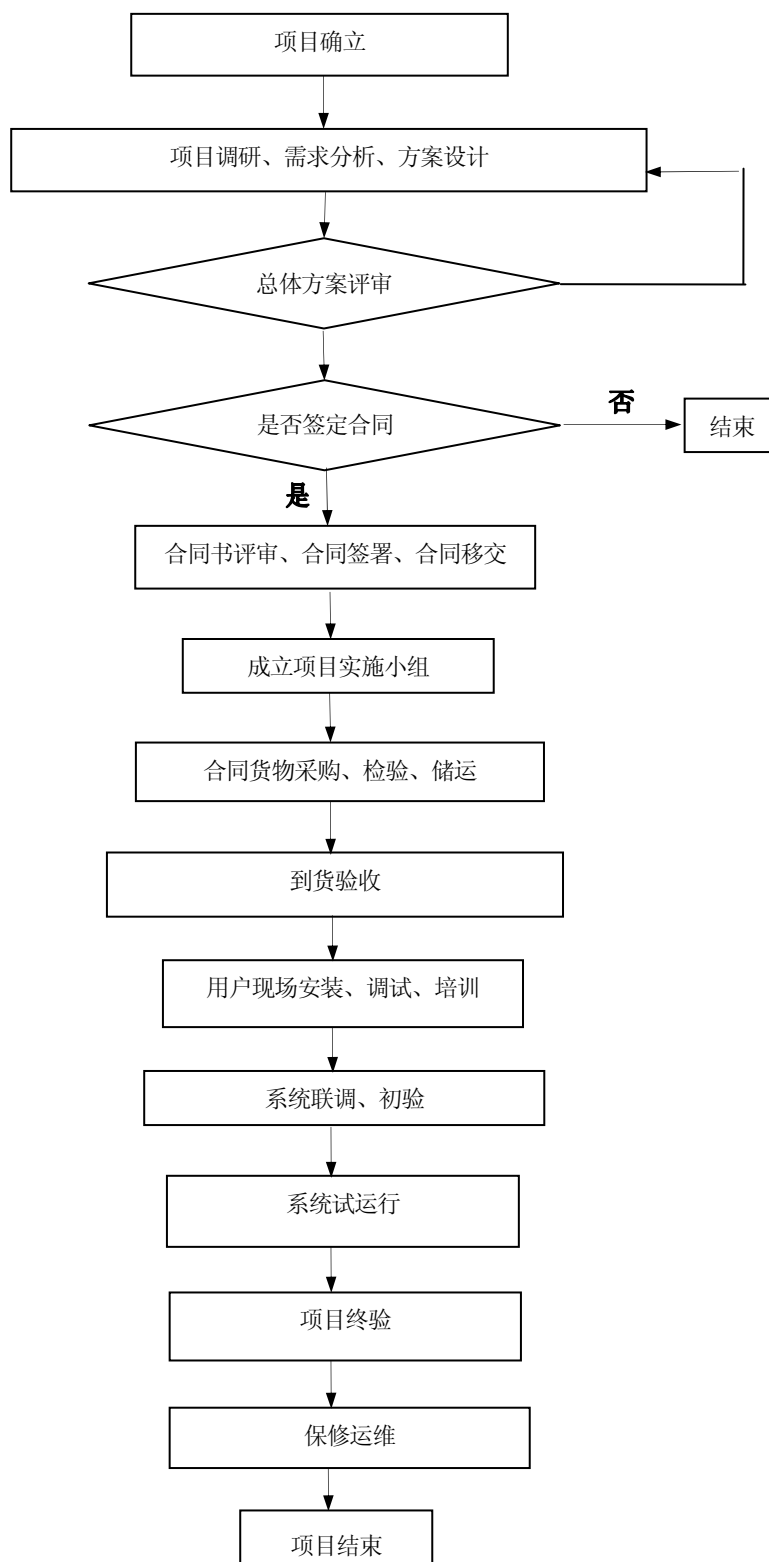 项目确立
项目调研、需求分析、方案设计
总体方案评审
是否签定合同
否
结束
是
合同书评审、合同签署、合同移交
成立项目实施小组
合同货物采购、检验、储运
到货验收
用户现场安装、调试、培训
系统联调、初验
系统试运行
项目终验
保修运维
项目结束